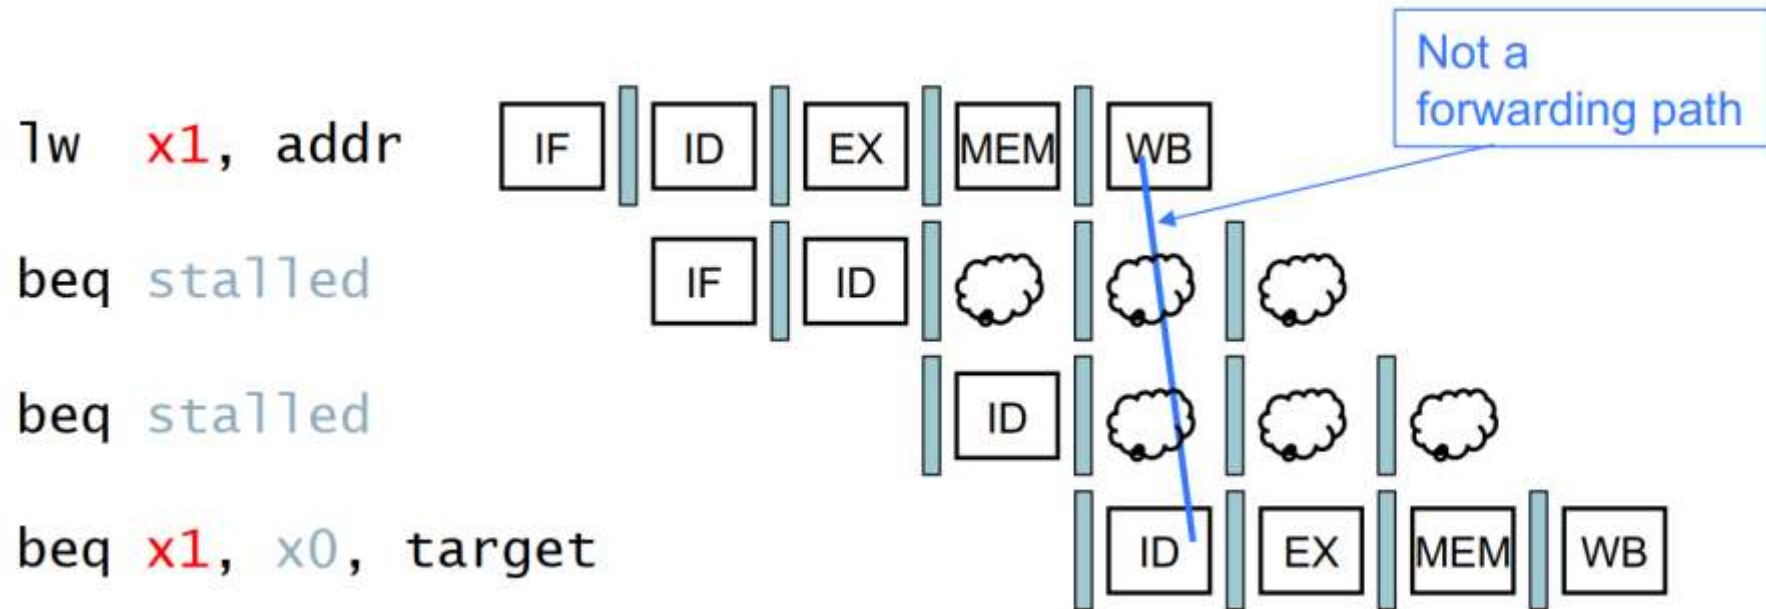 Not a
forwarding path
lw x1, addr IF ID EX MEM WB
beq stalled IF ID
beq stalled ID
beq x1, x0, target ID EX MEM WB